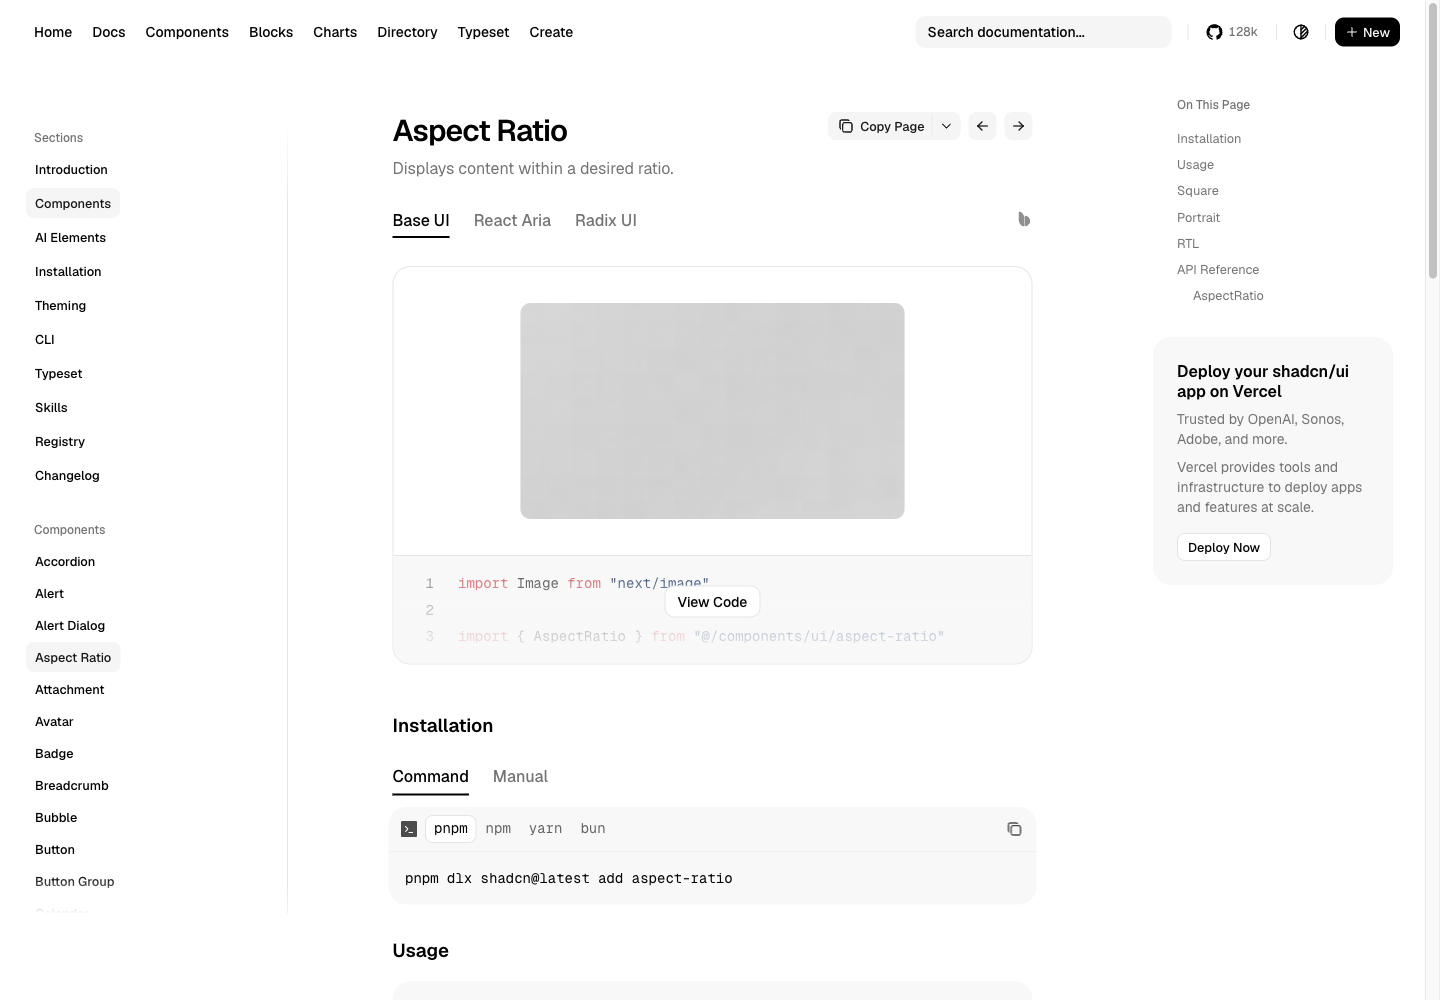 Home Docs Components Blocks Charts Directory Typeset Create
Search documentation...
128k
New
Sections
Introduction
Components
AI Elements
Installation
Theming
CLI
Typeset
Skills
Registry
Changelog
Components
Accordion
Alert
Alert Dialog
Aspect Ratio
Attachment
Avatar
Badge
Breadcrumb
Bubble
Button
Button Group
Aspect Ratio
Copy Page
Displays content within a desired ratio.
Base UI React Aria Radix UI
1 import Image from "next/image"
View Code
2
3 import { AspectRatio } from "@/components/ui/aspect-ratio"
Installation
Command Manual
pnpm npm yarn bun
pnpm dlx shadcn@latest add aspect-ratio
Usage
On This Page
Installation
Usage
Square
Portrait
RTL
API Reference
AspectRatio
Deploy your shadcn/ui
app on Vercel
Trusted by OpenAI, Sonos,
Adobe, and more.
Vercel provides tools and
infrastructure to deploy apps
and features at scale.
Deploy Now